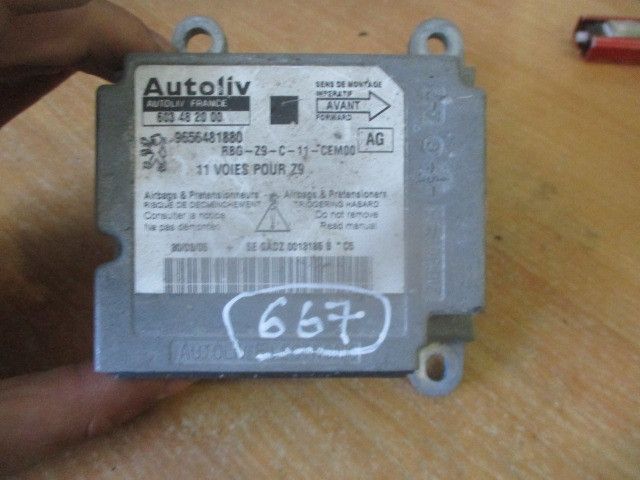 Autoliv
AUTOLIV FRANCE
603 48 20 00
SENS DE MONTAGE
IMPERATIF
AVANT
FORWARD
9656481880
AG
RBG-Z9-C-11-CEM00
11 VOIES POUR Z9
Airbags & Pretensionneurs
RISQUE DE DECLENCHEMENT
Consulter la notice
Ne pas démonter
Airbags & Pretensioners
TRIGGERING HASARD
Do not remove
Read manual
667
AUTOLIV